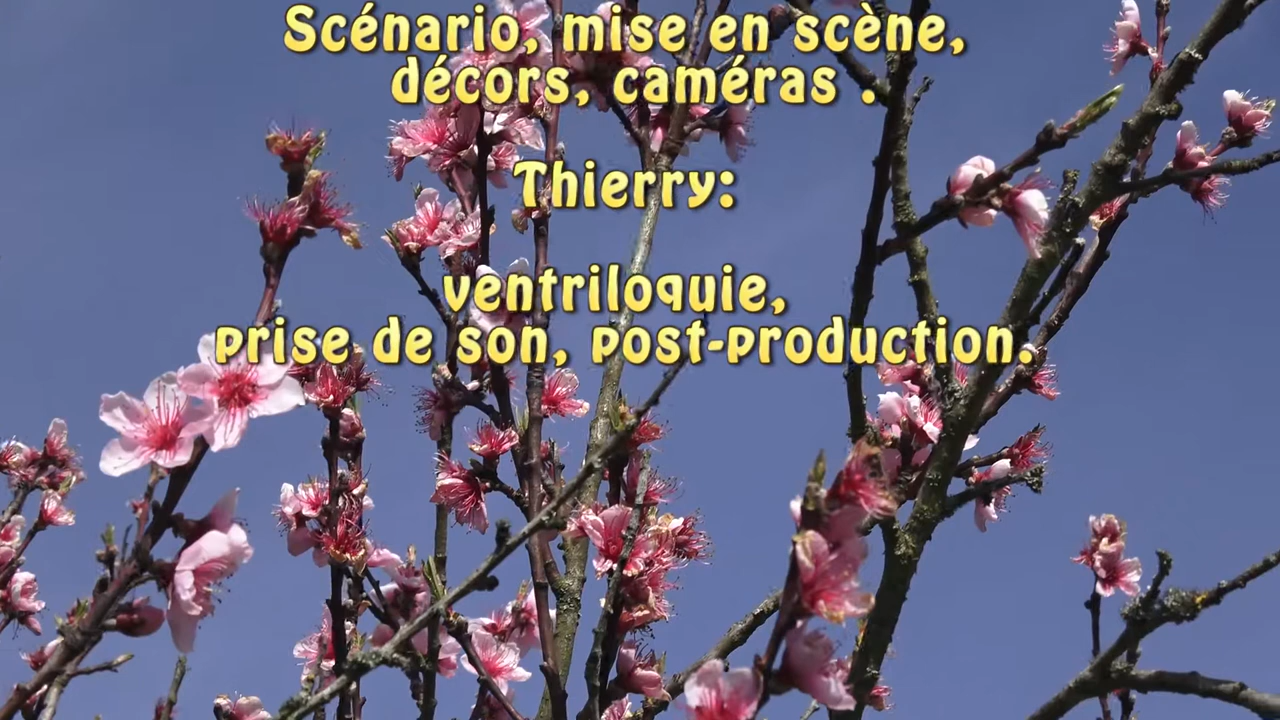 Scénario, mise en scène,
décors, caméras .
Thierry:
ventriloquie,
prise de son, post-production.